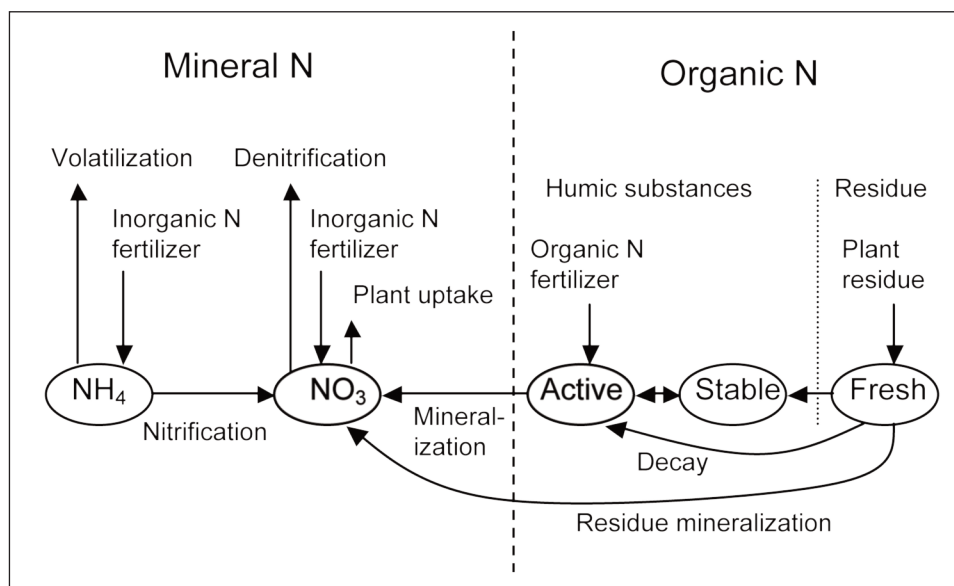 Mineral N
Organic N
Volatilization
Denitrification
Humic substances
Residue
Inorganic N
fertilizer
Inorganic N
fertilizer
Organic N
fertilizer
Plant
residue
Plant uptake
NH₄
NO₃
Active
Stable
Fresh
Nitrification
Mineral-
ization
Decay
Residue mineralization